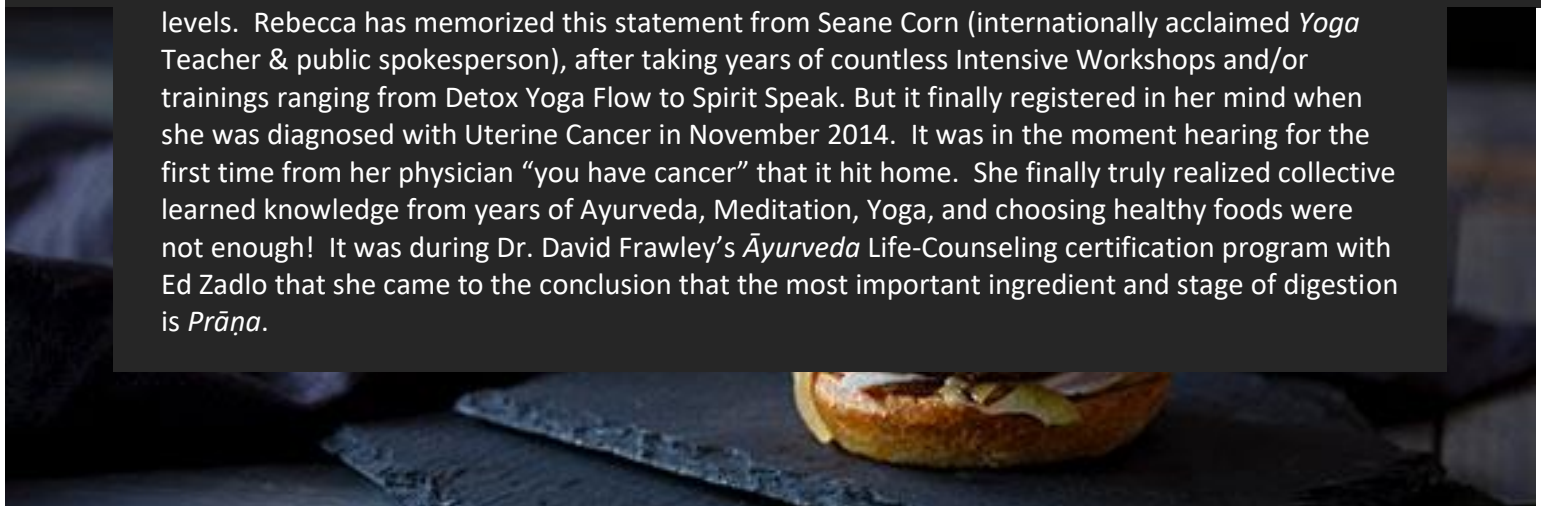 levels.  Rebecca has memorized this statement from Seane Corn (internationally acclaimed Yoga
Teacher & public spokesperson), after taking years of countless Intensive Workshops and/or
trainings ranging from Detox Yoga Flow to Spirit Speak. But it finally registered in her mind when
she was diagnosed with Uterine Cancer in November 2014.  It was in the moment hearing for the
first time from her physician “you have cancer” that it hit home.  She finally truly realized collective
learned knowledge from years of Ayurveda, Meditation, Yoga, and choosing healthy foods were
not enough!  It was during Dr. David Frawley’s Āyurveda Life-Counseling certification program with
Ed Zadlo that she came to the conclusion that the most important ingredient and stage of digestion
is Prāṇa.